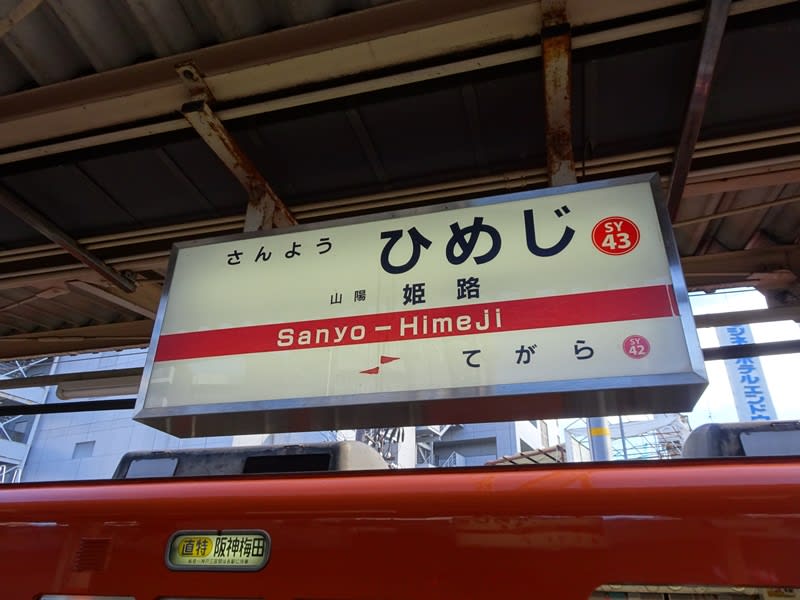 さんよう ひめじ SY 43
山陽 姫路
Sanyo-Himeji
てがら SY 42
直特 阪神梅田